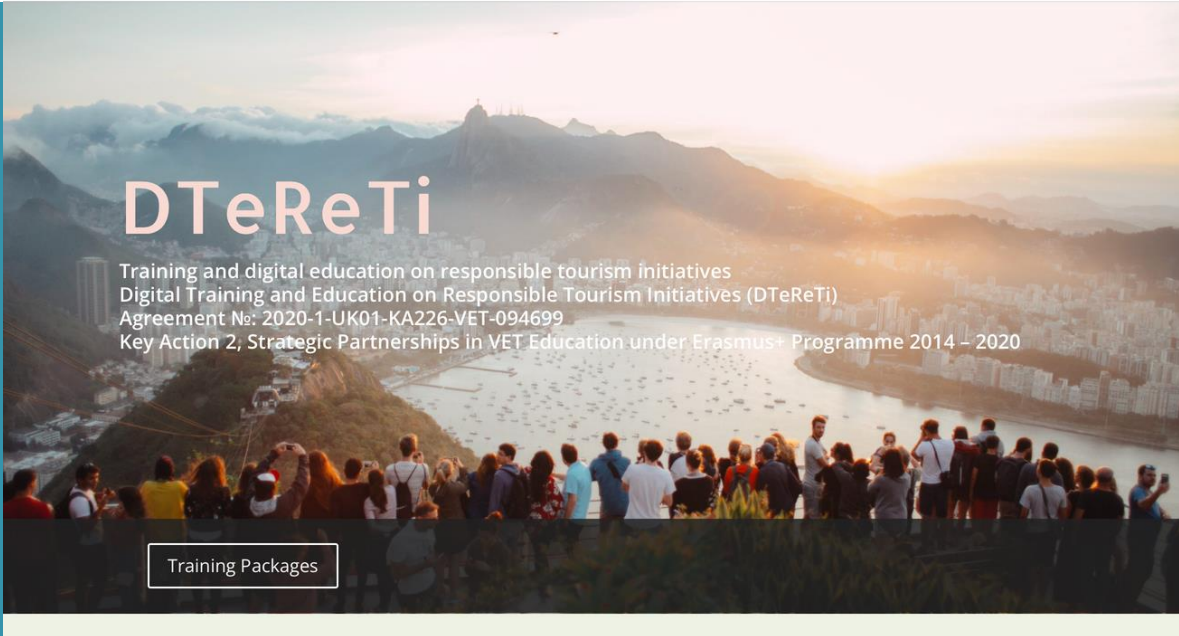 DTeReTi
Training and digital education on responsible tourism initiatives
Digital Training and Education on Responsible Tourism Initiatives (DTeReTi)
Agreement №: 2020-1-UK01-KA226-VET-094699
Key Action 2, Strategic Partnerships in VET Education under Erasmus+ Programme 2014 – 2020
Training Packages